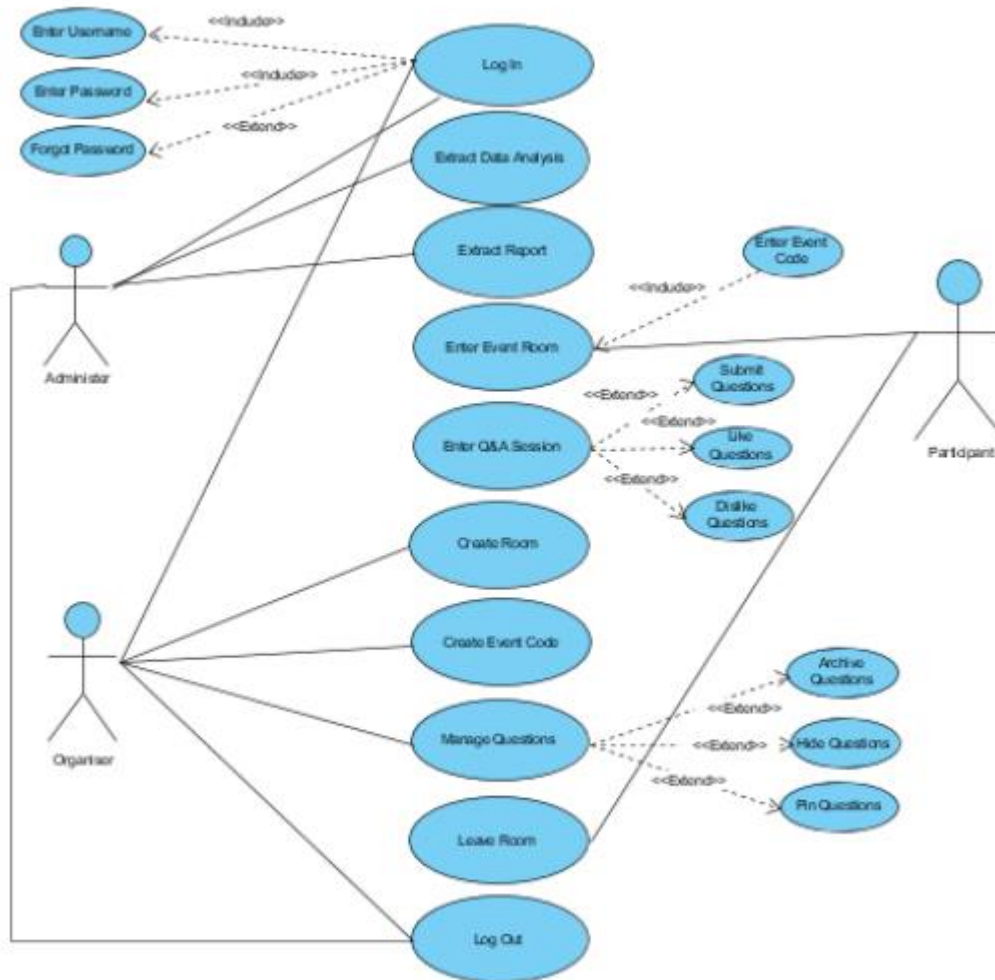 Enter Username
<<Include>>
Log In
Enter Password
<<Include>>
Forgot Password
<<Extend>>
Extract Data Analysis
Extract Report
Enter Event
Code
<<Include>>
Administer
Enter Event Room
Submit
Questions
<<Extend>>
<<Extend>>
Enter Q&A Session
Like
Questions
Participant
<<Extend>>
Dislike
Questions
Create Room
Create Event Code
Archive
Questions
<<Extend>>
Organiser
Manage Questions
<<Extend>>
Hide Questions
<<Extend>>
Pin Questions
Leave Room
Log Out